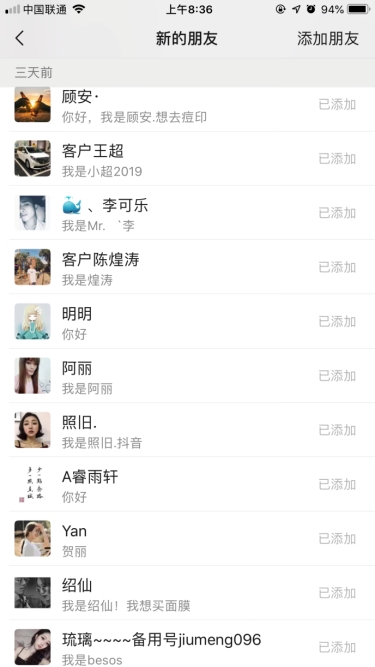 中国联通
上午8:36
94%
新的朋友
添加朋友
三天前
顾安·
你好，我是顾安.想去痘印
已添加
客户王超
我是小超2019
已添加
🐳 、李可乐
我是Mr. ゛李
已添加
客户陈煌涛
我是煌涛
已添加
明明
你好
已添加
阿丽
我是阿丽
已添加
照旧.
我是照旧.抖音
已添加
A睿雨轩
你好
已添加
Yan
贺丽
已添加
绍仙
我是绍仙！我想买面膜
已添加
琉璃~~~~备用号jiumeng096
我是besos
已添加